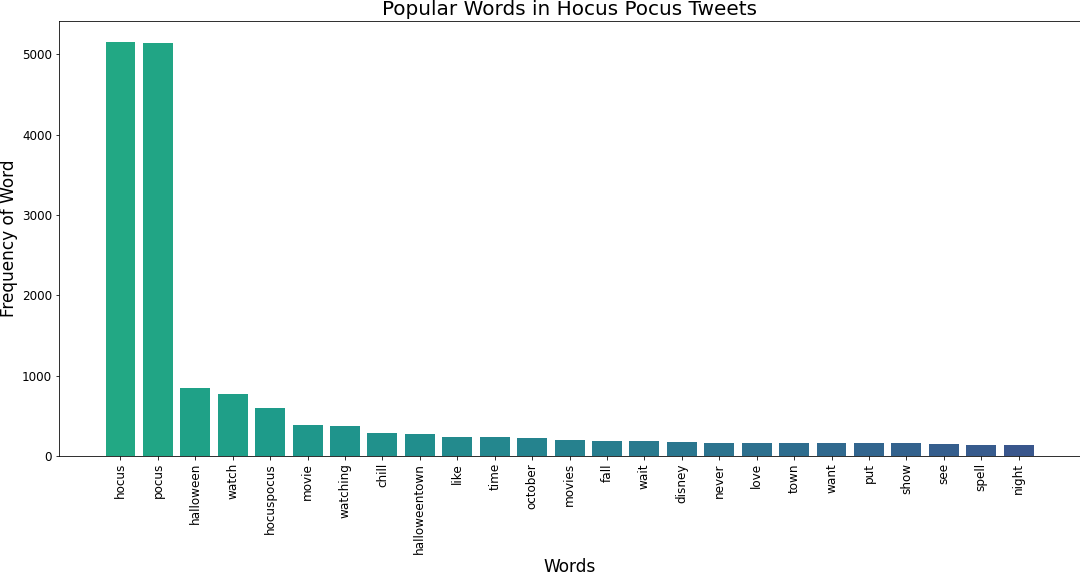 Popular Words in Hocus Pocus Tweets
Frequency of Word
5000
4000
3000
2000
1000
0
hocus
pocus
halloween
watch
hocuspocus
movie
watching
chill
halloweentown
like
time
october
movies
fall
wait
disney
never
love
town
want
put
show
see
spell
night
Words